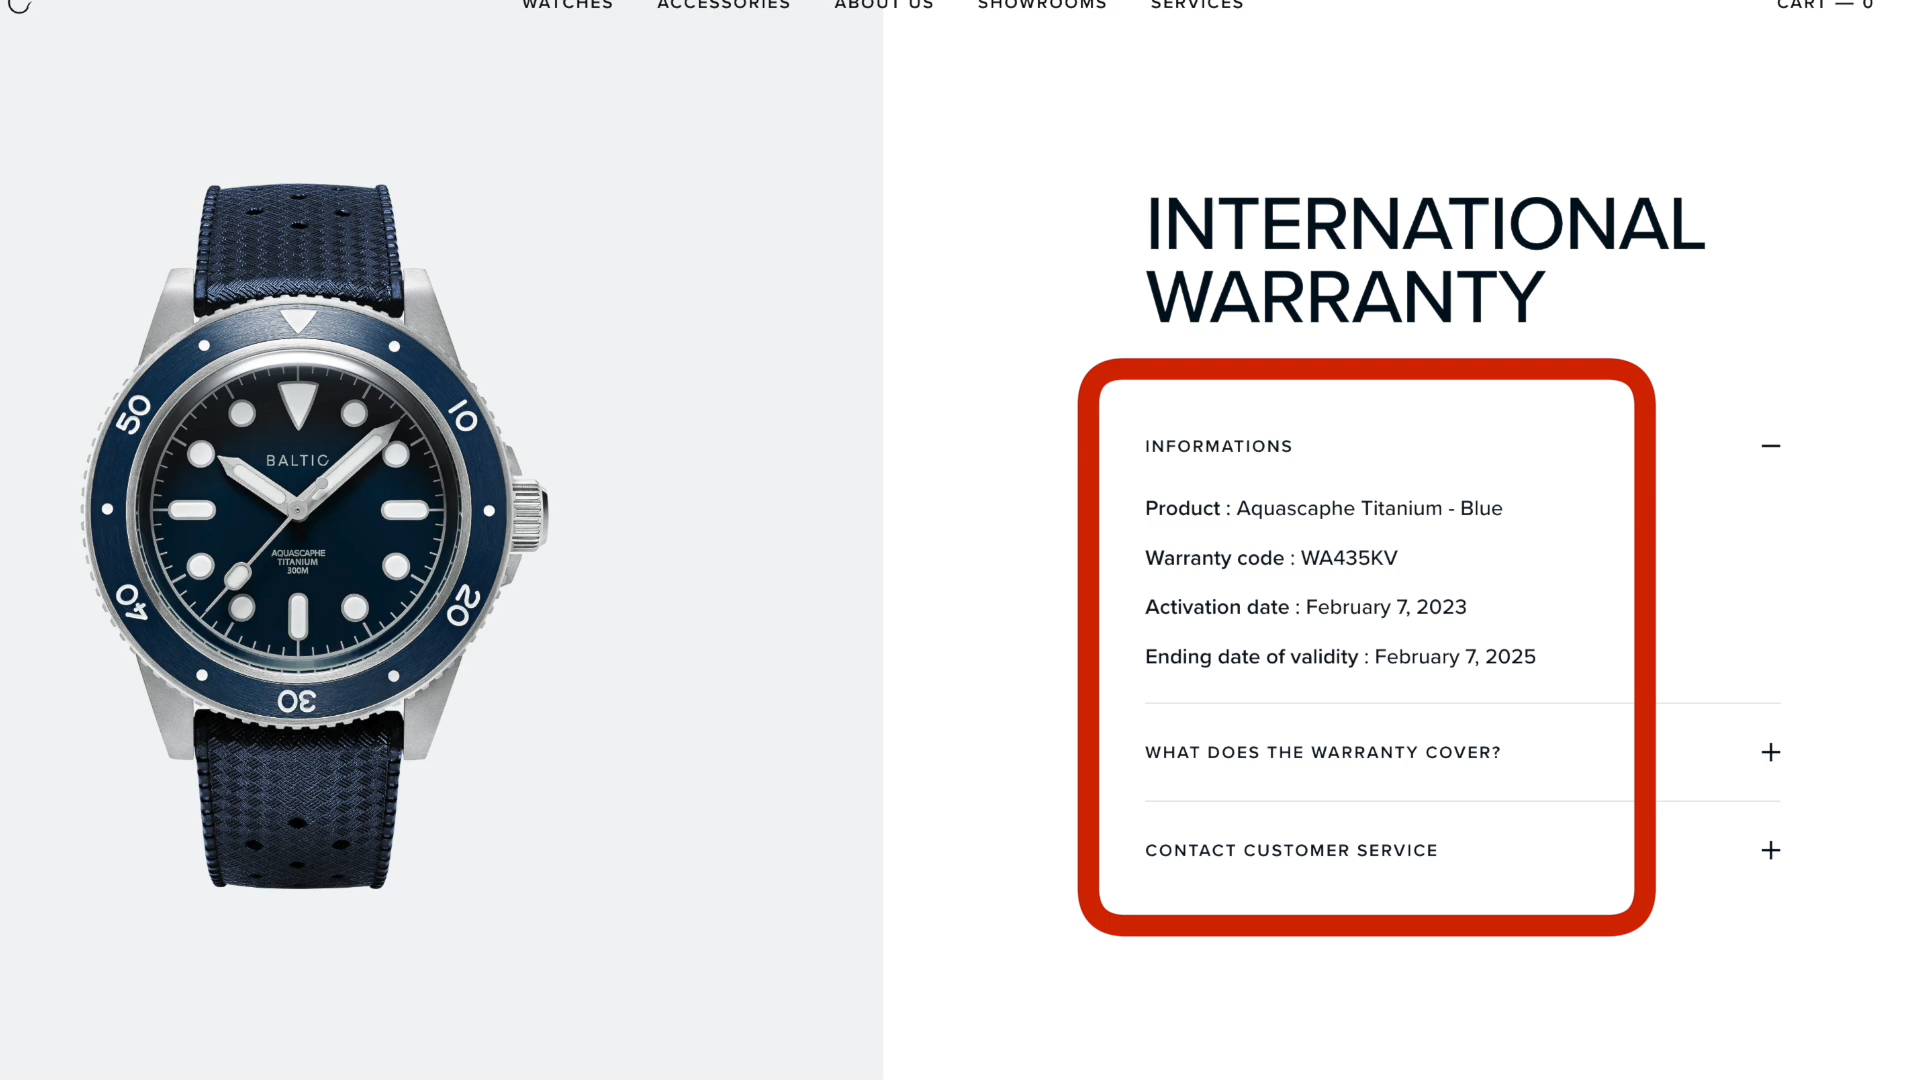 WATCHES ACCESSORIES ABOUT US SHOWROOMS SERVICES CART — 0
INTERNATIONAL
WARRANTY
INFORMATIONS
Product : Aquascaphe Titanium - Blue
Warranty code : WA435KV
Activation date : February 7, 2023
Ending date of validity : February 7, 2025
WHAT DOES THE WARRANTY COVER?
CONTACT CUSTOMER SERVICE
50
10
BALTIC
AQUASCAPHE
TITANIUM
300M
40
20
30